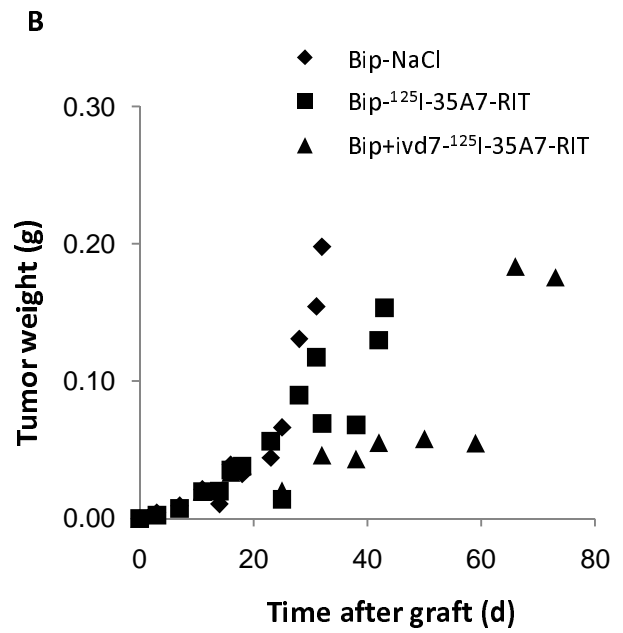 B
Bip-NaCl
Bip-¹²⁵I-35A7-RIT
Bip+ivd7-¹²⁵I-35A7-RIT
0.30
0.20
0.10
0.00
Tumor weight (g)
0 20 40 60 80
Time after graft (d)